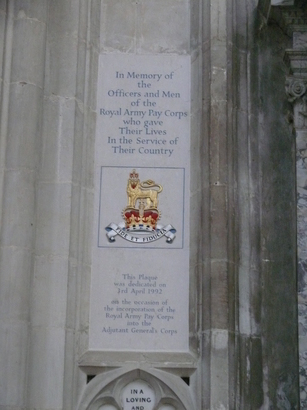 In Memory of
the
Officers and Men
of the
Royal Army Pay Corps
who gave
Their Lives
In the Service of
Their Country
FIDE ET FIDUCIA
This Plaque
was dedicated on
3rd April 1992
on the occasion of
the incorporation of the
Royal Army Pay Corps
into the
Adjutant General's Corps
IN A
LOVING
AND